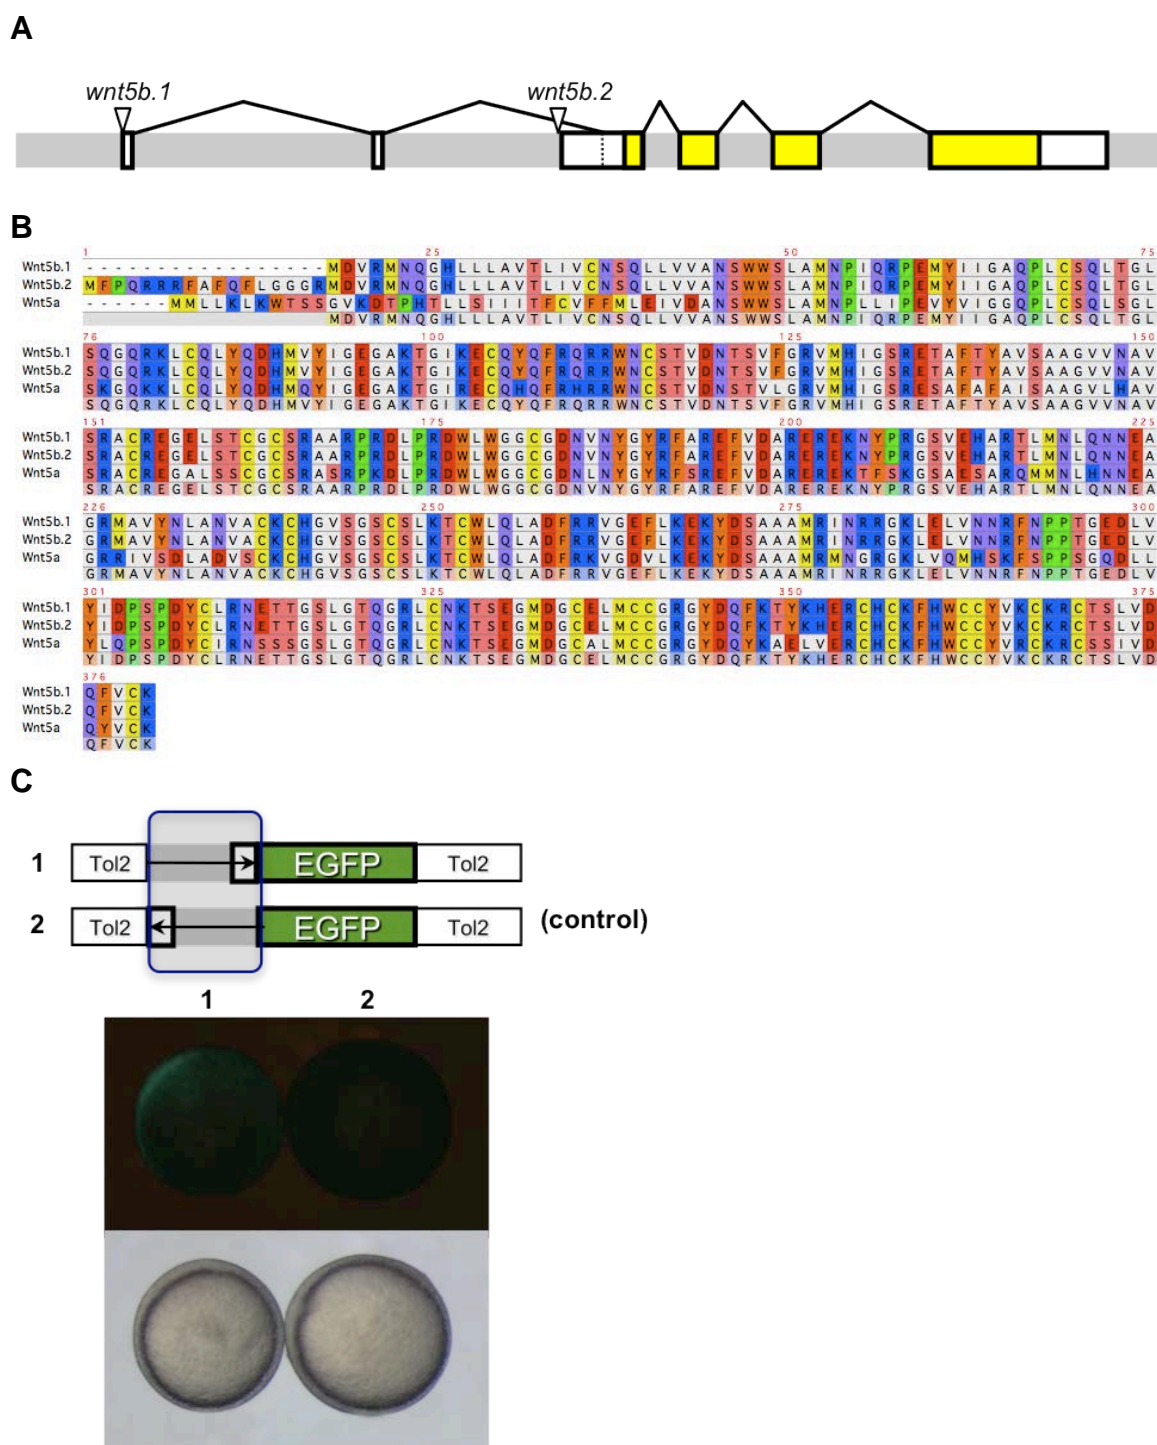 A
wnt5b.1
wnt5b.2
B
1 25 50 75
Wnt5b.1 -----------------MDVRMNQGHLLLAVTLIVCNSQLLVVANSWWSLAMNPIQRPEMYIIGAQPLCSQLTGL
Wnt5b.2 MFPQRRRFAFQFLGGGRMDVRMNQGHLLLAVTLIVCNSQLLVVANSWWSLAMNPIQRPEMYIIGAQPLCSQLTGL
Wnt5a ------MMLLKLKWTSSGVKDTPHTLLSIIITFCVFFMLEIVDANSWWSLAMNPLLIPEVYVIGGQPLCSQLSGL
MDVRMNQGHLLLAVTLIVCNSQLLVVANSWWSLAMNPIQRPEMYIIGAQPLCSQLTGL
76 100 125 150
Wnt5b.1 SQGQRKLCQLYQDHMVYIGEGAKTGIKECQYQFRQRRWNCSTVDNTSVFGRVMHIGSRETAFTYAVSAAGVVNAV
Wnt5b.2 SQGQRKLCQLYQDHMVYIGEGAKTGIKECQYQFRQRRWNCSTVDNTSVFGRVMHIGSRETAFTYAVSAAGVVNAV
Wnt5a SKGQKKLCQLYQDHMQYIGEGAKTGIRECQHQFRHRRWNCSTVDNSTVLGRVMHIGSRETAFAFAISAAGVLHAV
SQGQRKLCQLYQDHMVYIGEGAKTGIKECQYQFRQRRWNCSTVDNTSVFGRVMHIGSRETAFTYAVSAAGVVNAV
151 175 200 225
Wnt5b.1 SRACREGELSTCGCSRAARPRDLPRDWLWGGCGDNVNYGYRFAREFVDAREREKNYPRGSVEHARTLMNLQNNEA
Wnt5b.2 SRACREGELSTCGCSRAARPRDLPRDWLWGGCGDNVNYGYRFAREFVDAREREKNYPRGSVEHARTLMNLQNNEA
Wnt5a SRACREGALSSCGCSRASRPKDLPRDWLWGGCGDNLNYGYRFSREFVDAREREKTFSKGSAESARQMMNLHNNEA
SRACREGELSTCGCSRAARPRDLPRDWLWGGCGDNVNYGYRFAREFVDAREREKNYPRGSVEHARTLMNLQNNEA
226 250 275 300
Wnt5b.1 GRMAVYNLANVACKCHGVSGSCSLKTCWLQLADFRRVGEFLKEKYDSAAAMRINRRGKLELVNNRFNPPTGEDLV
Wnt5b.2 GRMAVYNLANVACKCHGVSGSCSLKTCWLQLADFRRVGEFLKEKYDSAAAMRINRRGKLELVNNRFNPPTGEDLV
Wnt5a GRRIVSDLADVSCKCHGVSGSCSLKTCWLQLADFRKVGDVLKEKYDSAAAMRMNGRGKLVQMHSKFSPPSGQDLL
GRMAVYNLANVACKCHGVSGSCSLKTCWLQLADFRRVGEFLKEKYDSAAAMRINRRGKLELVNNRFNPPTGEDLV
301 325 350 375
Wnt5b.1 YIDPSPDYCLRNETTGSLGTQGRLCNKTSEGMDGCELMCCGRGYDQFKTYKHERCHCKFHWCCYVKCKRCTSLVD
Wnt5b.2 YIDPSPDYCLRNETTGSLGTQGRLCNKTSEGMDGCELMCCGRGYDQFKTYKHERCHCKFHWCCYVKCKRCTSLVD
Wnt5a YLQPSPDYCIRNSSSGSLGTQGRLCNKTSEGMDGCALMCCGRGYDQYKAELVERCHCKFHWCCYVRCKRCSSIVD
YIDPSPDYCLRNETTGSLGTQGRLCNKTSEGMDGCELMCCGRGYDQFKTYKHERCHCKFHWCCYVKCKRCTSLVD
376
Wnt5b.1 QFVCK
Wnt5b.2 QFVCK
Wnt5a QYVCK
QFVCK
C
1 Tol2 EGFP Tol2
2 Tol2 EGFP Tol2 (control)
1 2